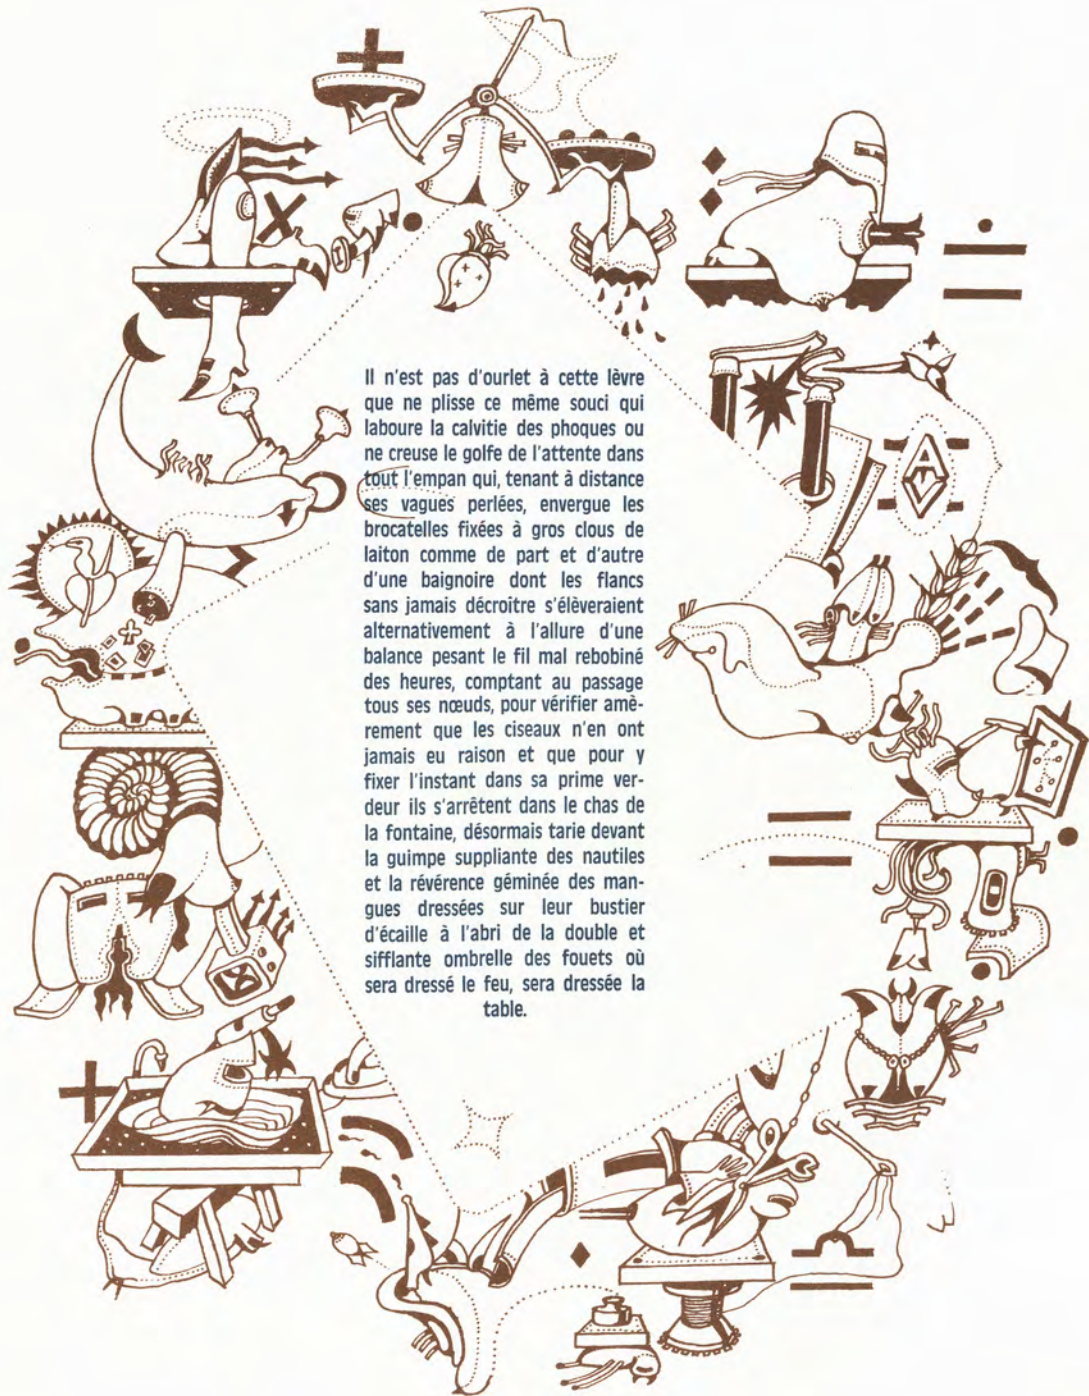 Il n'est pas d'ourlet à cette lèvre
que ne plisse ce même souci qui
laboure la calvitie des phoques ou
ne creuse le golfe de l'attente dans
tout l'empan qui, tenant à distance
ses vagues perlées, envergue les
brocatelles fixées à gros clous de
laiton comme de part et d'autre
d'une baignoire dont les flancs
sans jamais décroitre s'élèveraient
alternativement à l'allure d'une
balance pesant le fil mal rebobiné
des heures, comptant au passage
tous ses nœuds, pour vérifier amè-
rement que les ciseaux n'en ont
jamais eu raison et que pour y
fixer l'instant dans sa prime ver-
deur ils s'arrêtent dans le chas de
la fontaine, désormais tarie devant
la guimpe suppliante des nautiles
et la révérence géminée des man-
gues dressées sur leur bustier
d'écaille à l'abri de la double et
sifflante ombrelle des fouets où
sera dressé le feu, sera dressée la
table.